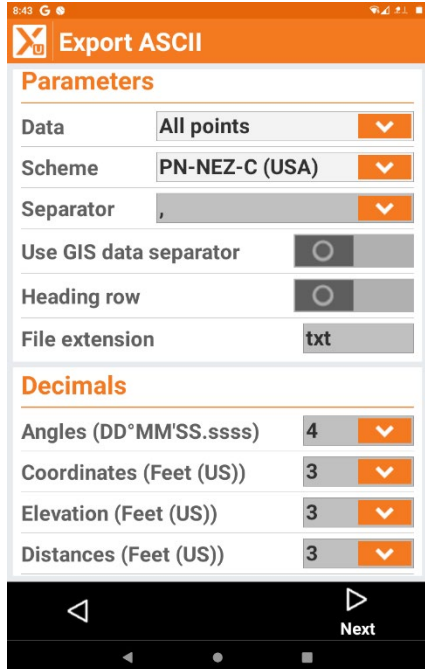 8:43 G
Xu Export ASCII
Parameters
Data All points
Scheme PN-NEZ-C (USA)
Separator ,
Use GIS data separator
Heading row
File extension txt
Decimals
Angles (DD°MM'SS.ssss) 4
Coordinates (Feet (US)) 3
Elevation (Feet (US)) 3
Distances (Feet (US)) 3
Next